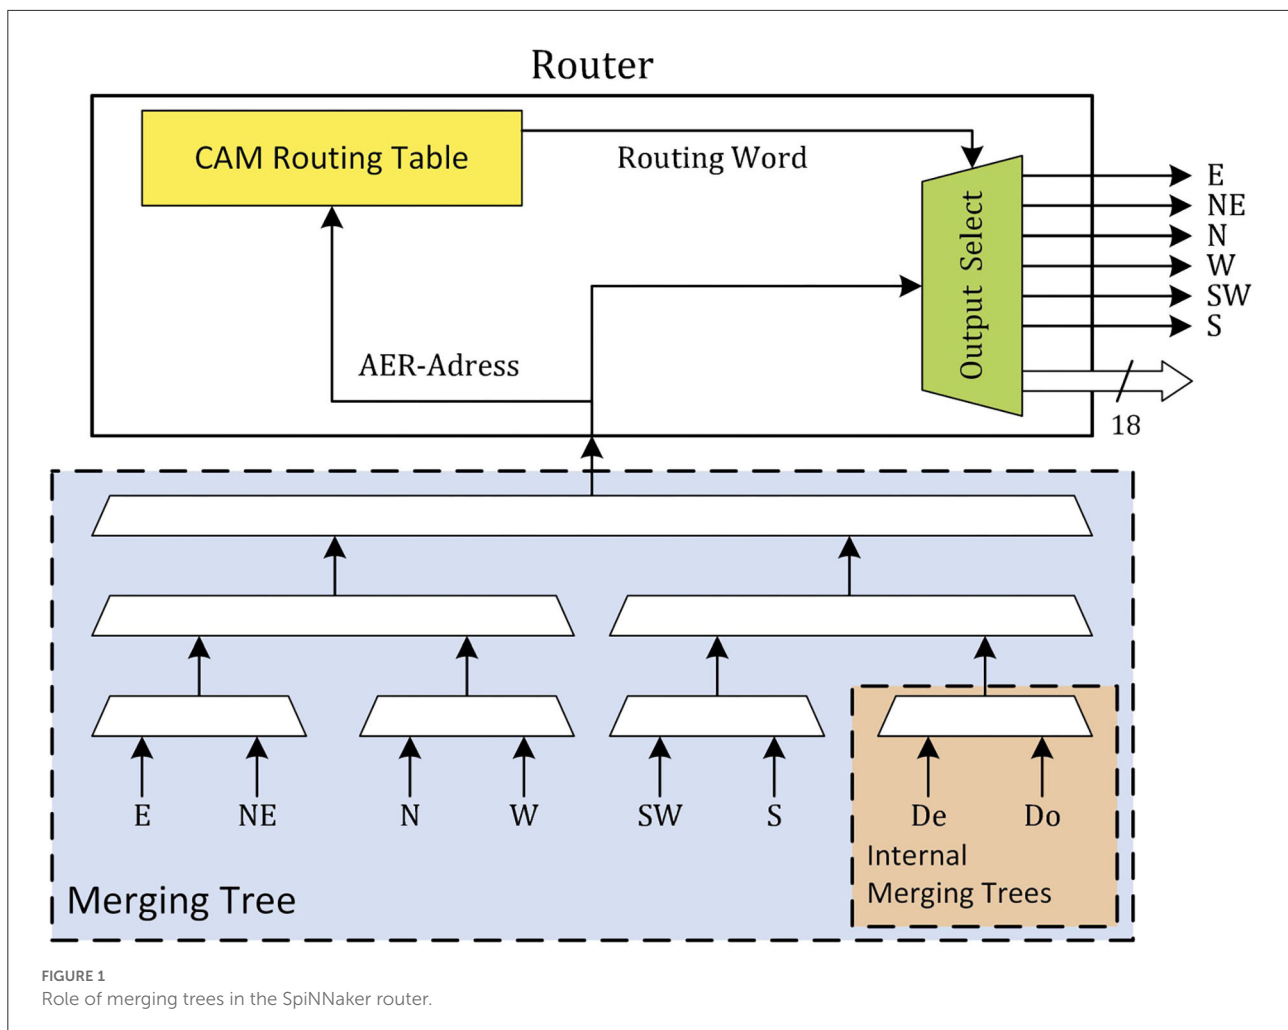 Router
CAM Routing Table
Routing Word
Output Select
E
NE
N
W
SW
S
AER-Adress
18
E NE N W SW S De Do
Internal
Merging Trees
Merging Tree
FIGURE 1
Role of merging trees in the SpiNNaker router.